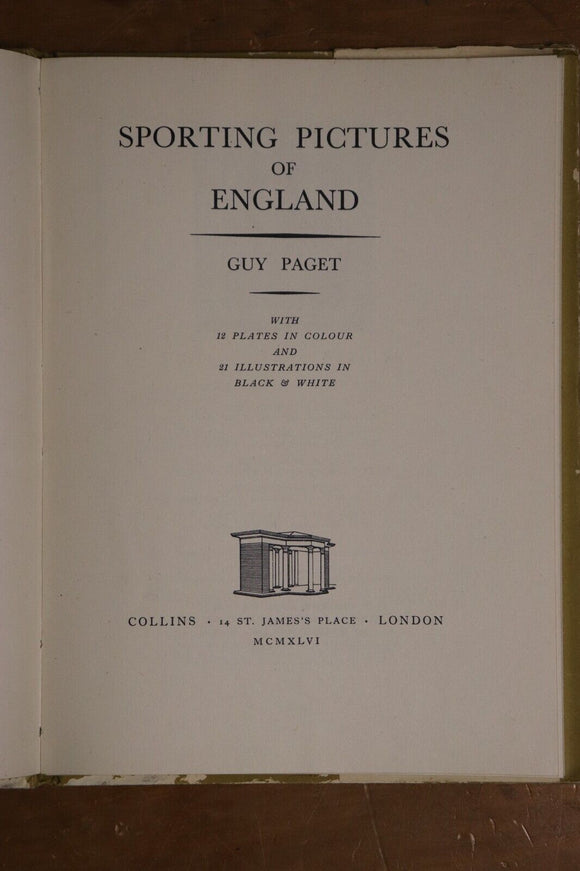 SPORTING PICTURES
OF
ENGLAND
GUY PAGET
WITH
12 PLATES IN COLOUR
AND
21 ILLUSTRATIONS IN
BLACK & WHITE
COLLINS · 14 ST. JAMES'S PLACE · LONDON
MCMXLVI